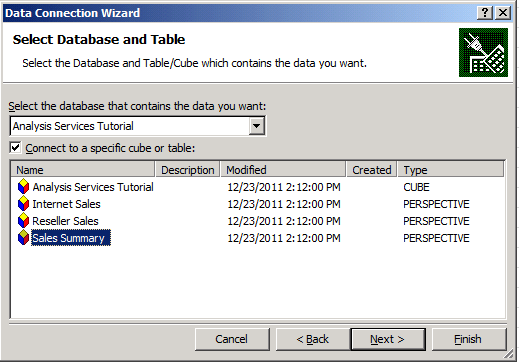 Data Connection Wizard
Select Database and Table
Select the Database and Table/Cube which contains the data you want.
Select the database that contains the data you want:
Analysis Services Tutorial
Connect to a specific cube or table:
Name Description Modified Created Type
Analysis Services Tutorial 12/23/2011 2:12:00 PM CUBE
Internet Sales 12/23/2011 2:12:00 PM PERSPECTIVE
Reseller Sales 12/23/2011 2:12:00 PM PERSPECTIVE
Sales Summary 12/23/2011 2:12:00 PM PERSPECTIVE
Cancel < Back Next > Finish